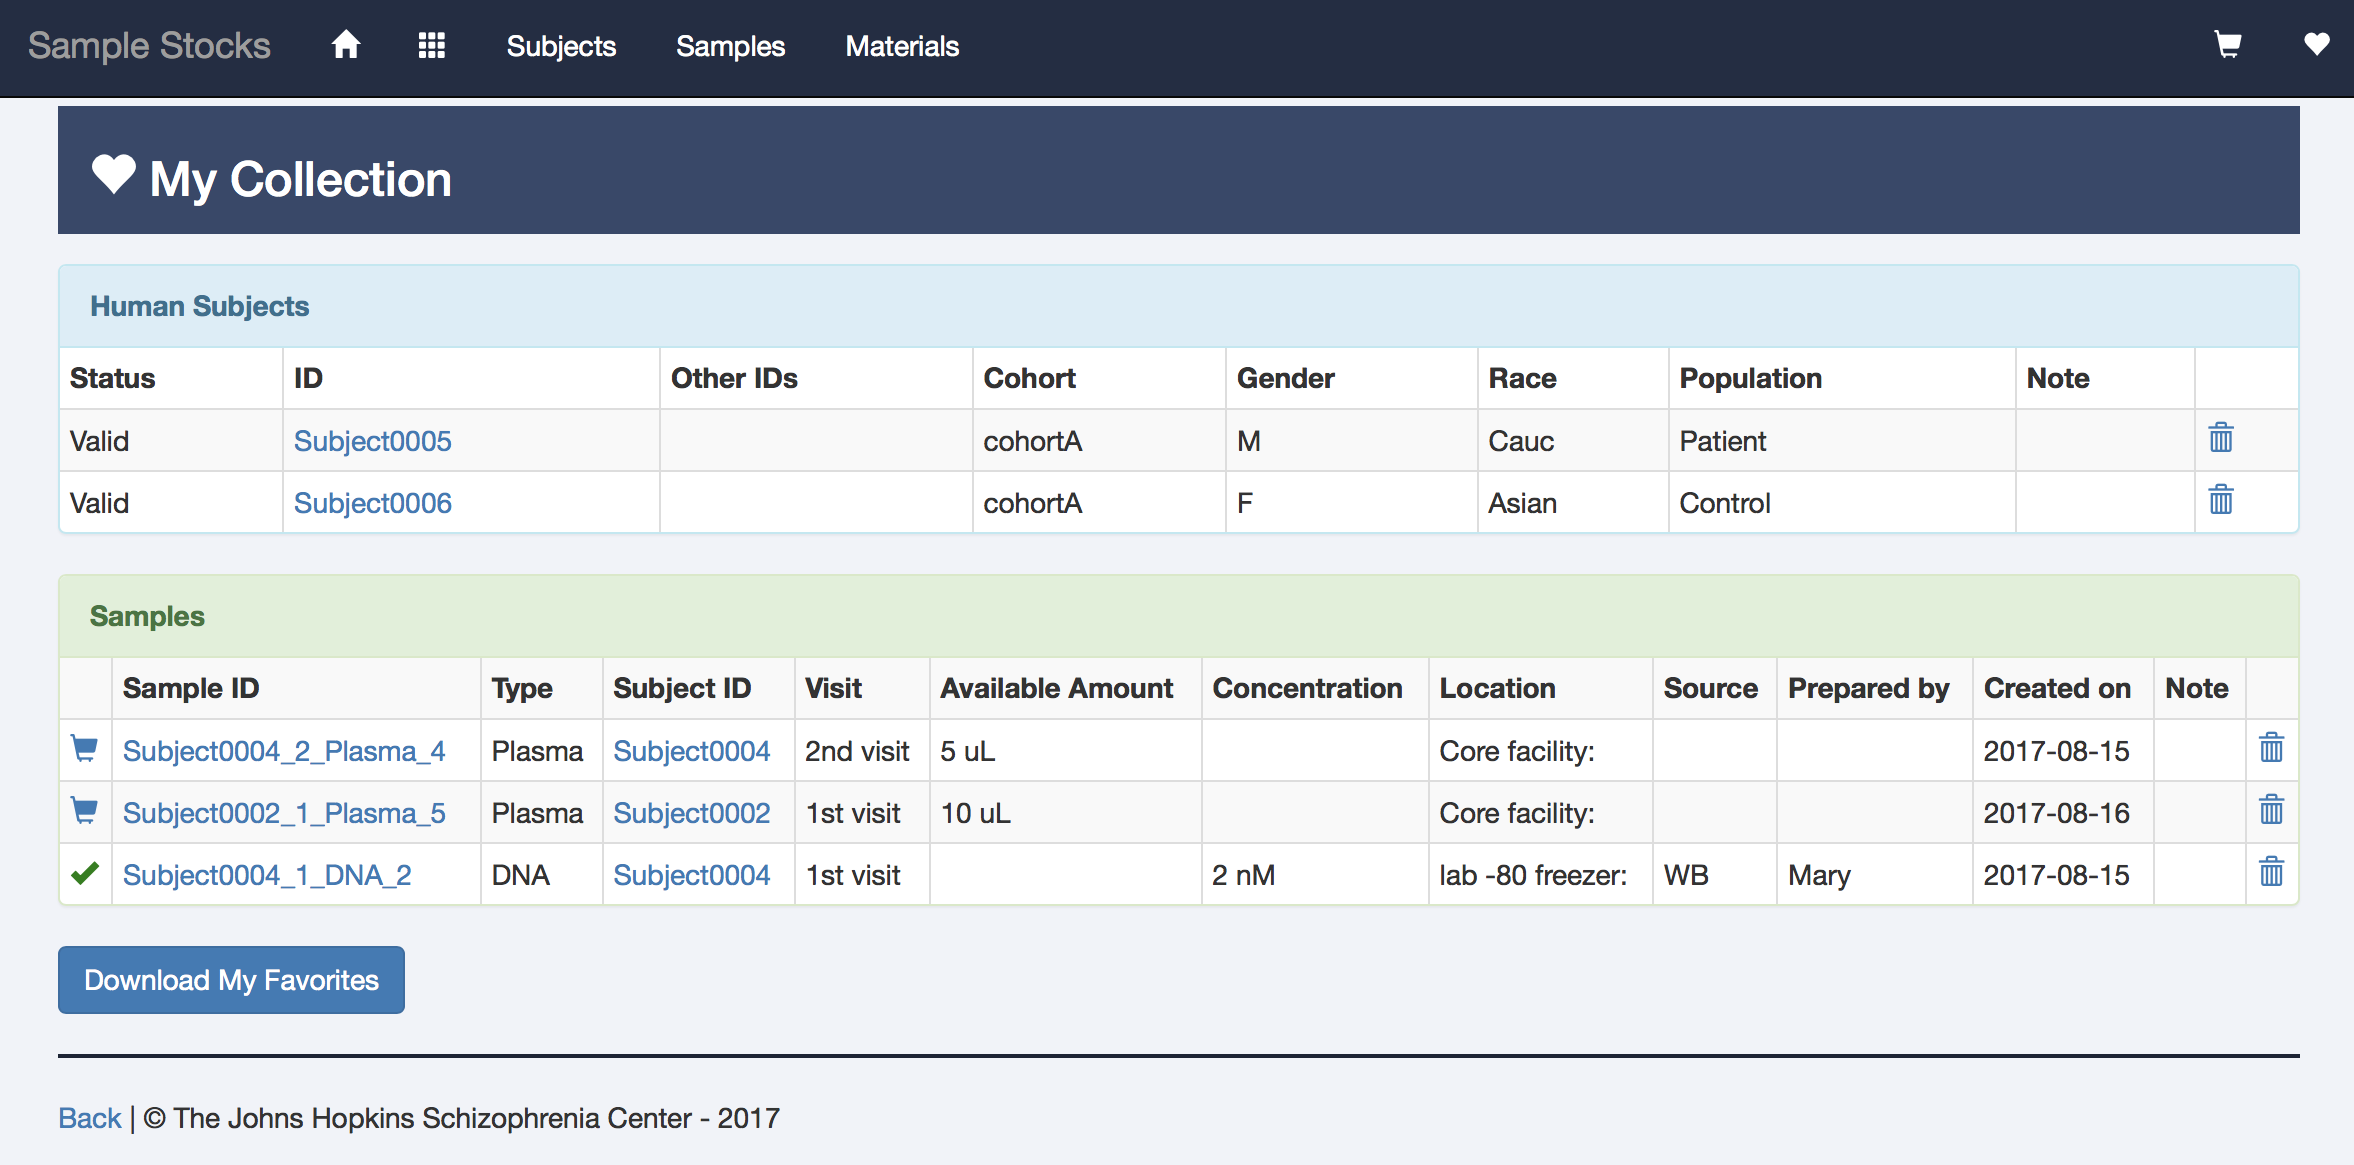 Sample Stocks Subjects Samples Materials
My Collection
Human Subjects
Status ID Other IDs Cohort Gender Race Population Note
Valid Subject0005 cohortA M Cauc Patient
Valid Subject0006 cohortA F Asian Control
Samples
Sample ID Type Subject ID Visit Available Amount Concentration Location Source Prepared by Created on Note
Subject0004_2_Plasma_4 Plasma Subject0004 2nd visit 5 uL Core facility: 2017-08-15
Subject0002_1_Plasma_5 Plasma Subject0002 1st visit 10 uL Core facility: 2017-08-16
Subject0004_1_DNA_2 DNA Subject0004 1st visit 2 nM lab -80 freezer: WB Mary 2017-08-15
Download My Favorites
Back | © The Johns Hopkins Schizophrenia Center - 2017